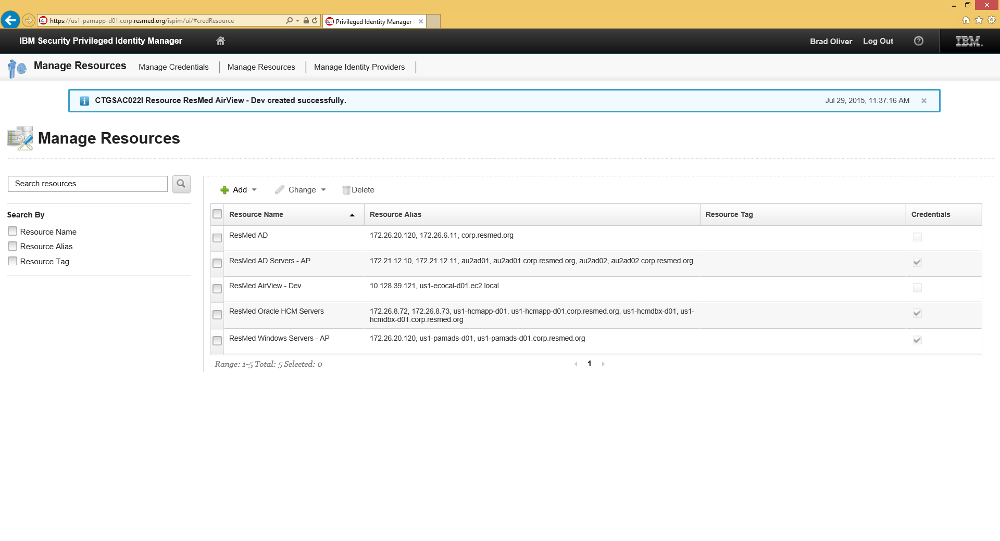 https://us1-pamapp-d01.corp.resmed.org/ispim/ui/#credResource
Privileged Identity Manager
IBM Security Privileged Identity Manager
Brad Oliver
Log Out
IBM
Manage Resources
Manage Credentials
Manage Resources
Manage Identity Providers
CTGSAC022I Resource ResMed AirView - Dev created successfully.
Jul 29, 2015, 11:37:16 AM
Manage Resources
Search resources
Search By
Resource Name
Resource Alias
Resource Tag
Add
Change
Delete
Resource Name Resource Alias Resource Tag Credentials
ResMed AD 172.26.20.120, 172.26.6.11, corp.resmed.org
ResMed AD Servers - AP 172.21.12.10, 172.21.12.11, au2ad01, au2ad01.corp.resmed.org, au2ad02, au2ad02.corp.resmed.org
ResMed AirView - Dev 10.128.39.121, us1-ecocal-d01.ec2.local
ResMed Oracle HCM Servers 172.26.8.72, 172.26.8.73, us1-hcmapp-d01, us1-hcmapp-d01.corp.resmed.org, us1-hcmdbx-d01, us1-
hcmdbx-d01.corp.resmed.org
ResMed Windows Servers - AP 172.26.20.120, us1-pamads-d01, us1-pamads-d01.corp.resmed.org
Range: 1-5 Total: 5 Selected: 0
1